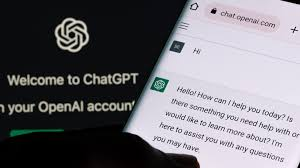 Welcome to ChatGPT
your OpenAI account
chat.openai.com
Hi
Hello! How can I help you today? Is
there something you need help with or
would like to learn more about? I'm
here to assist you with any questions
you may have.